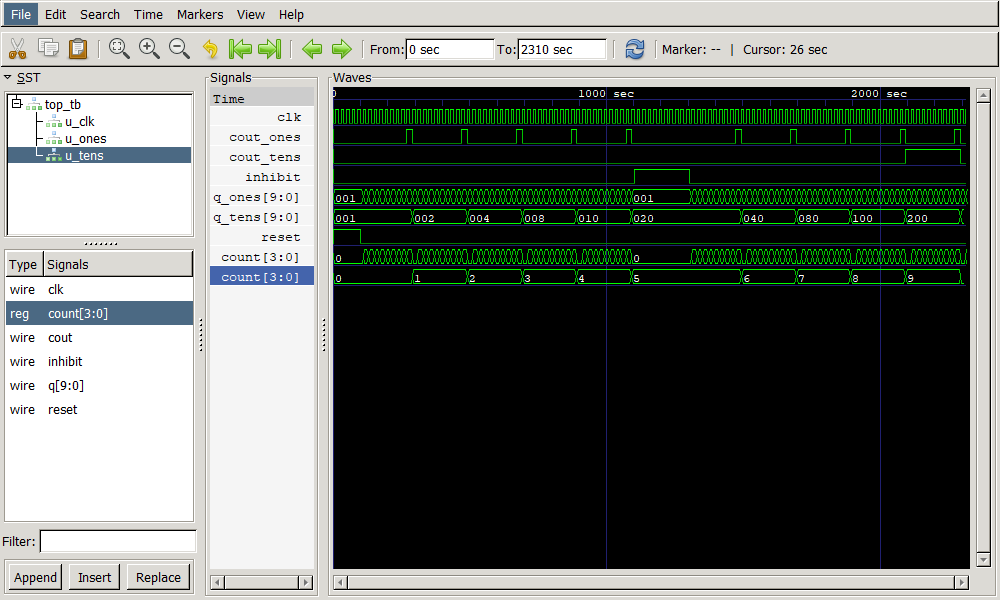 File Edit Search Time Markers View Help
From: 0 sec To: 2310 sec Marker: -- | Cursor: 26 sec
SST
top_tb
u_clk
u_ones
u_tens
Type Signals
wire clk
reg count[3:0]
wire cout
wire inhibit
wire q[9:0]
wire reset
Filter:
Append Insert Replace
Signals
Time
clk
cout_ones
cout_tens
inhibit
q_ones[9:0]
q_tens[9:0]
reset
count[3:0]
count[3:0]
Waves
0 1000 sec 2000 sec
001 001
001 002 004 008 010 020 040 080 100 200
0 0
0 1 2 3 4 5 6 7 8 9